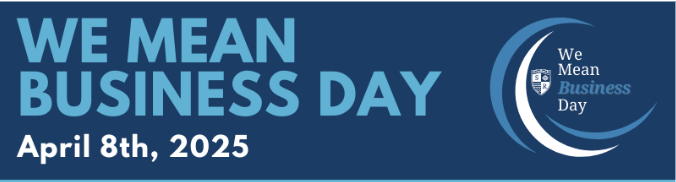 WE MEAN
BUSINESS DAY
April 8th, 2025
We
Mean
Business
Day